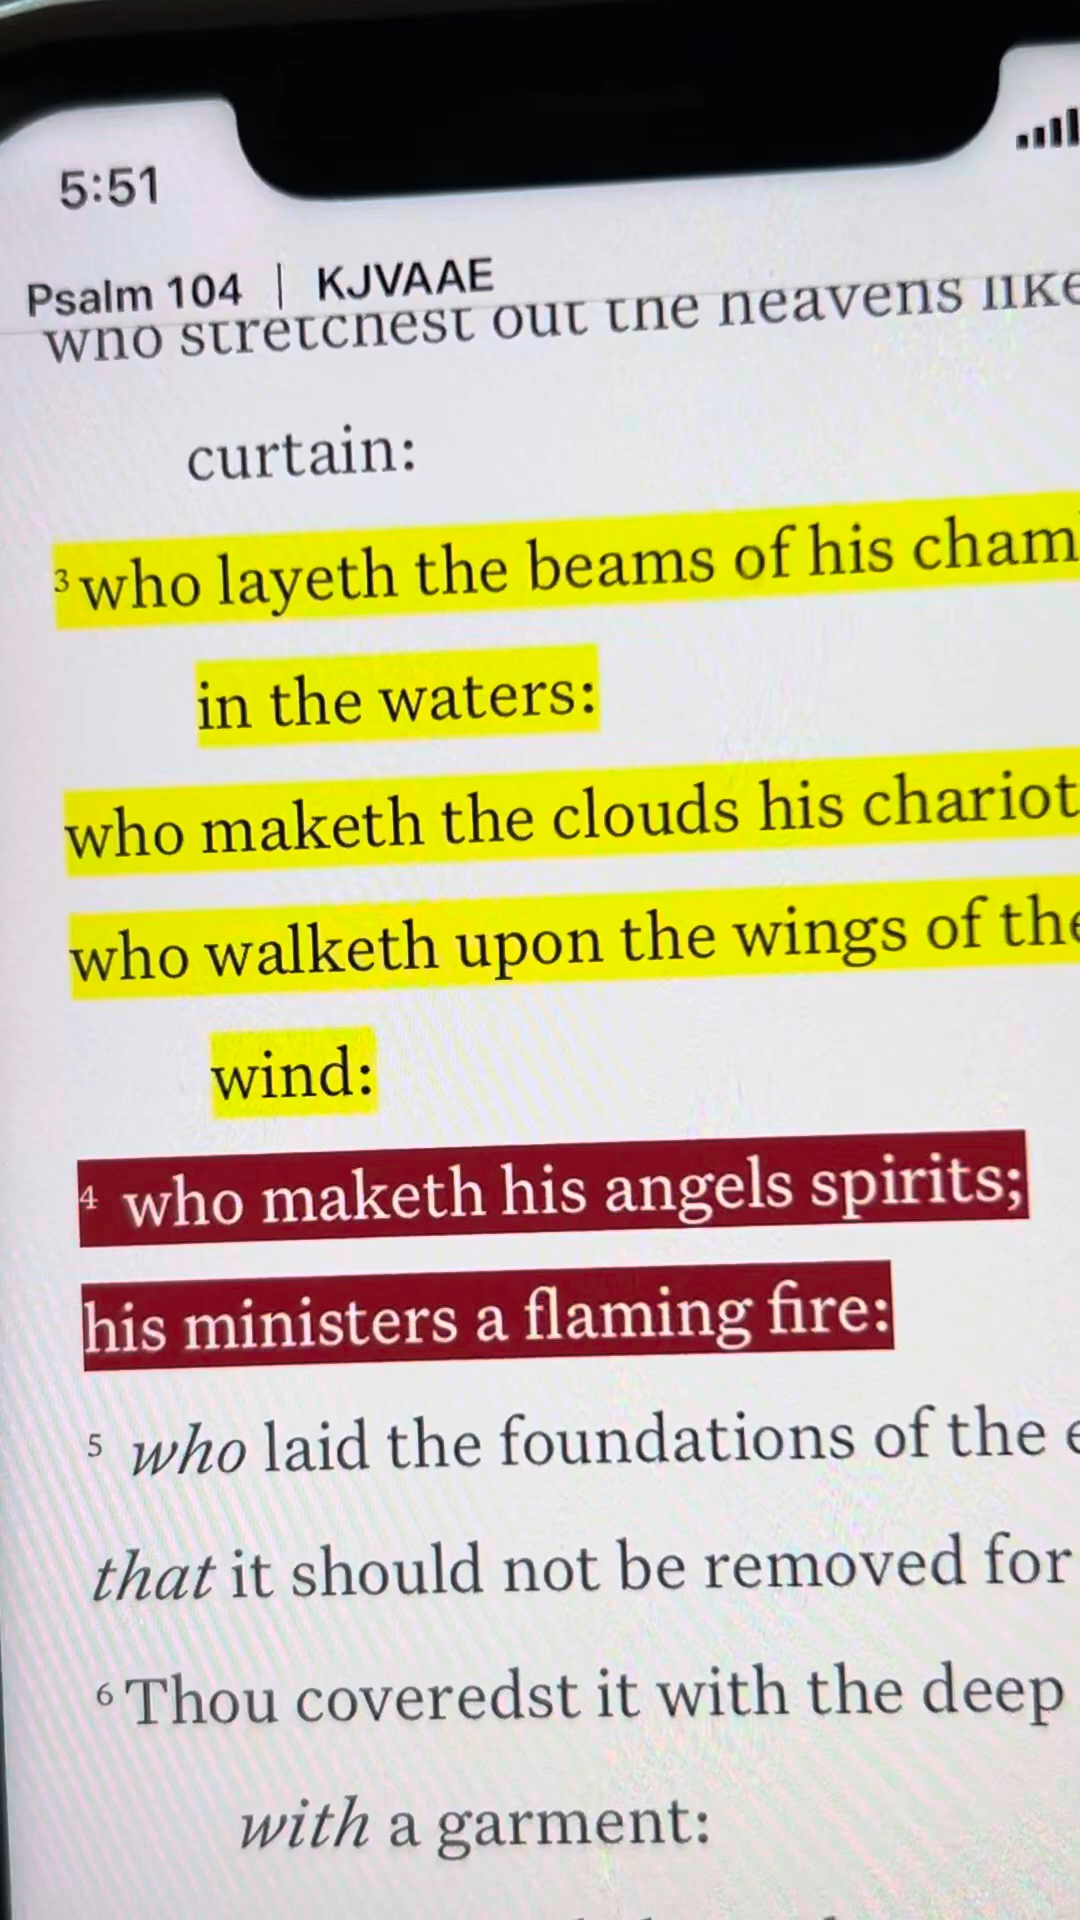 5:51
Psalm 104 | KJVAAE
who stretchest out the heavens like
curtain:
3 who layeth the beams of his cham
in the waters:
who maketh the clouds his chariot
who walketh upon the wings of the
wind:
4 who maketh his angels spirits;
his ministers a flaming fire:
5 who laid the foundations of the
that it should not be removed for
6 Thou coveredst it with the deep
with a garment: